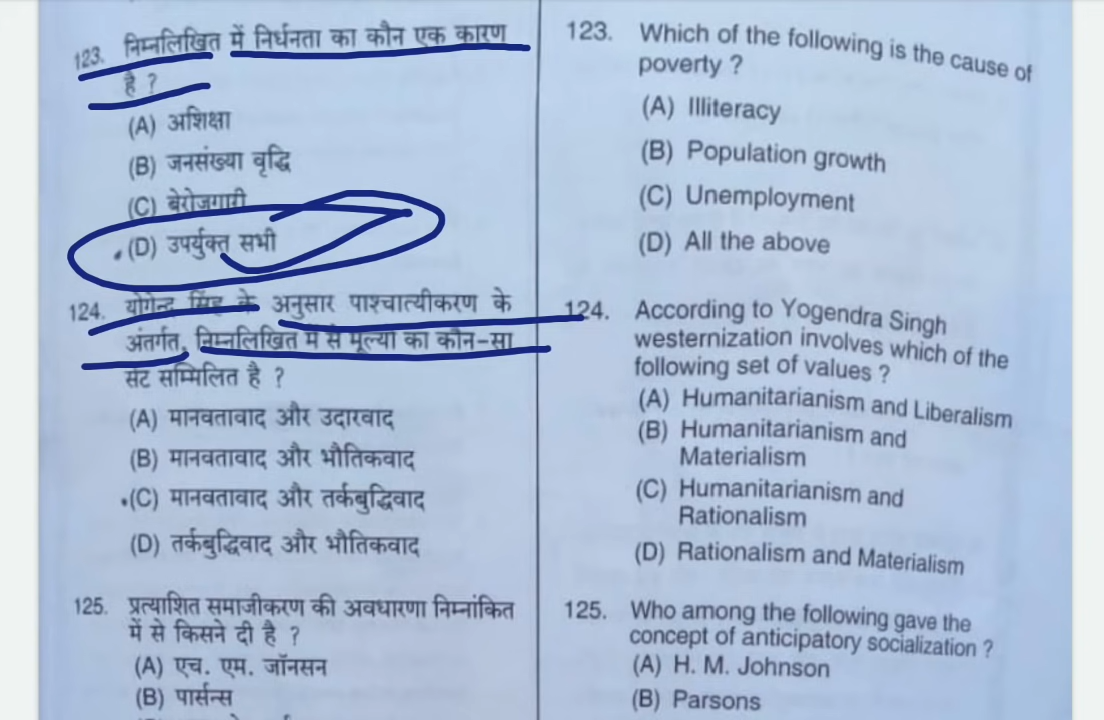 123. निम्नलिखित में निर्धनता का कौन एक कारण
है ?
(A) अशिक्षा
(B) जनसंख्या वृद्धि
(C) बेरोजगारी
(D) उपर्युक्त सभी
124. योगेन्द्र सिंह के अनुसार पाश्चात्यीकरण के
अंतर्गत, निम्नलिखित में से मूल्यों का कौन-सा
सेट सम्मिलित है ?
(A) मानवतावाद और उदारवाद
(B) मानवतावाद और भौतिकवाद
(C) मानवतावाद और तर्कबुद्धिवाद
(D) तर्कबुद्धिवाद और भौतिकवाद
125. प्रत्याशित समाजीकरण की अवधारणा निम्नांकित
में से किसने दी है ?
(A) एच. एम. जॉनसन
(B) पार्सन्स
123. Which of the following is the cause of
poverty ?
(A) Illiteracy
(B) Population growth
(C) Unemployment
(D) All the above
124. According to Yogendra Singh
westernization involves which of the
following set of values ?
(A) Humanitarianism and Liberalism
(B) Humanitarianism and
Materialism
(C) Humanitarianism and
Rationalism
(D) Rationalism and Materialism
125. Who among the following gave the
concept of anticipatory socialization ?
(A) H. M. Johnson
(B) Parsons